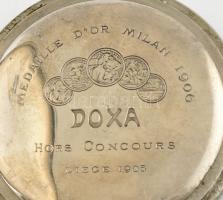 MEDAILLE D'OR MILAN 1906
DOXA
HORS CONCOURS
LIEGE 1905